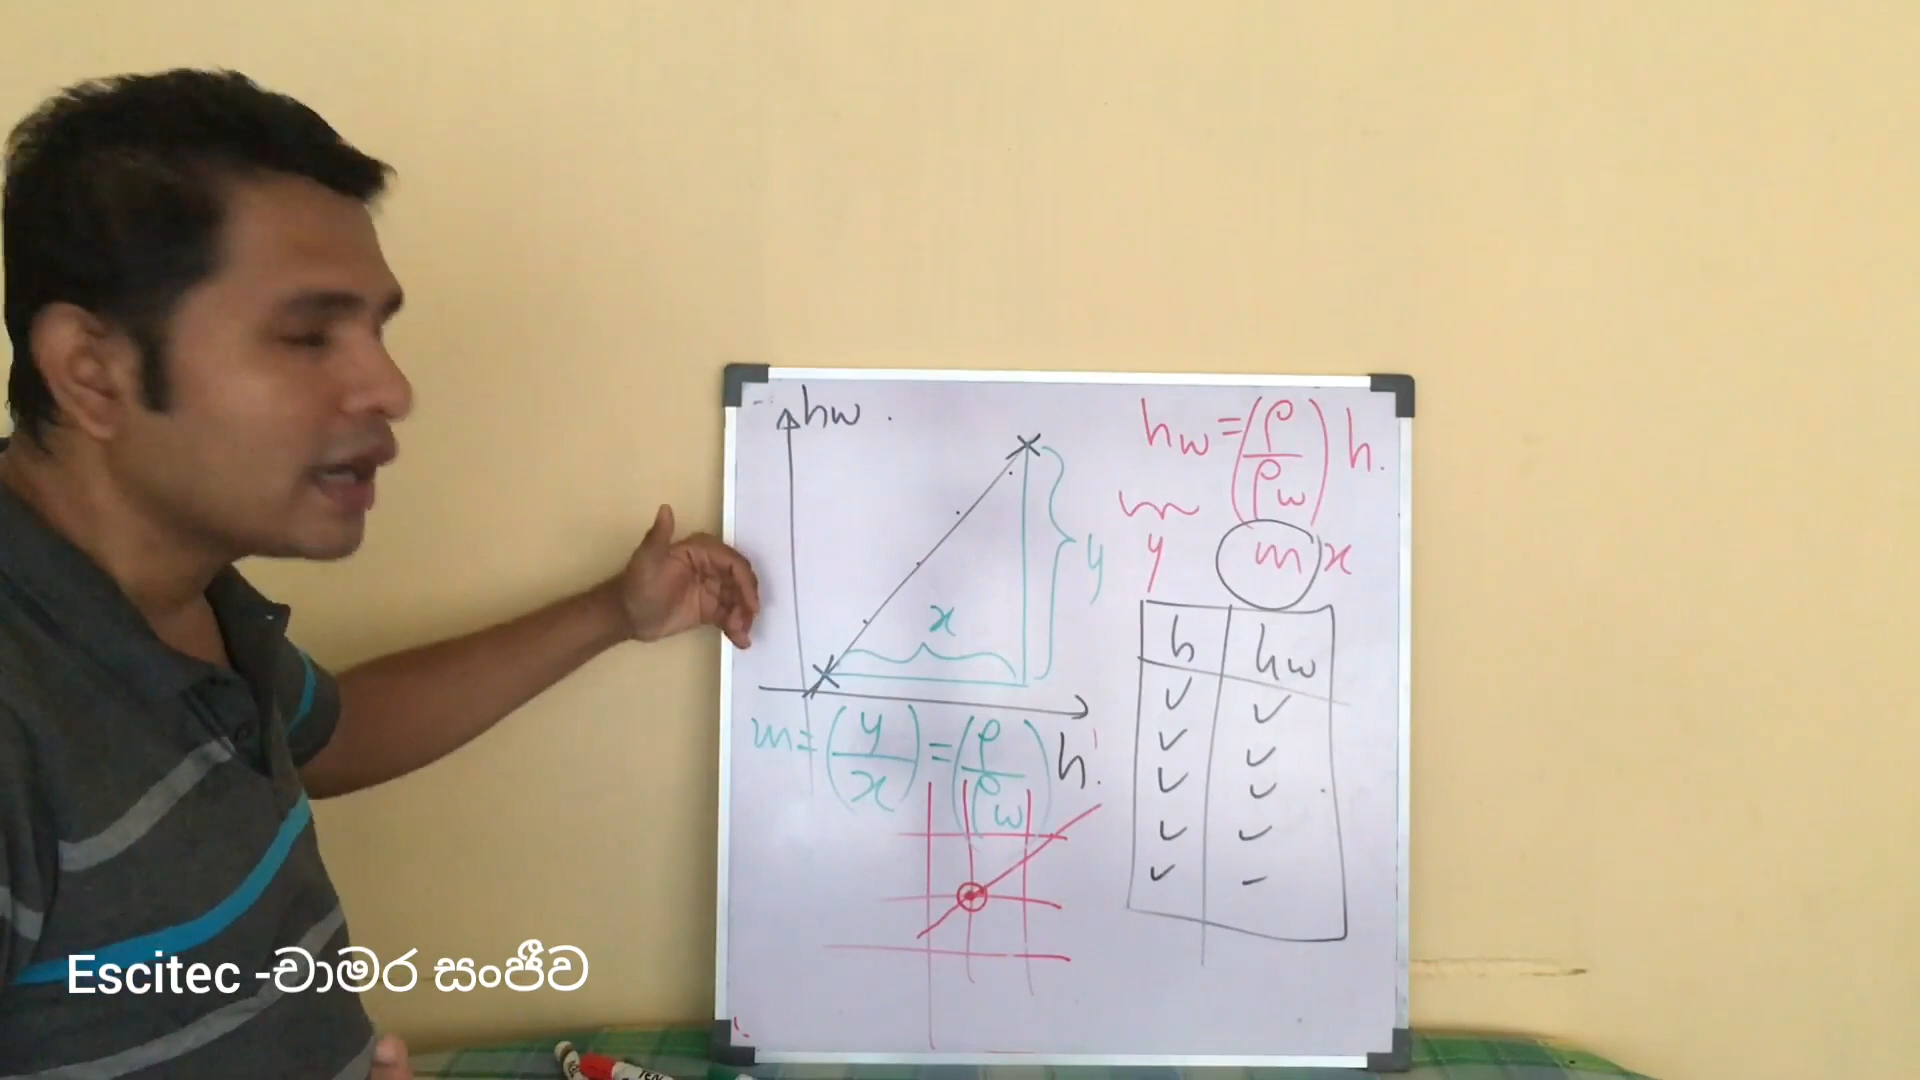 hw
hw = (ρ/ρw) h.
y
x
y m x
h hw
m = (y/x) = (ρ/ρw)
h.
Escitec -චාමර සංජීව